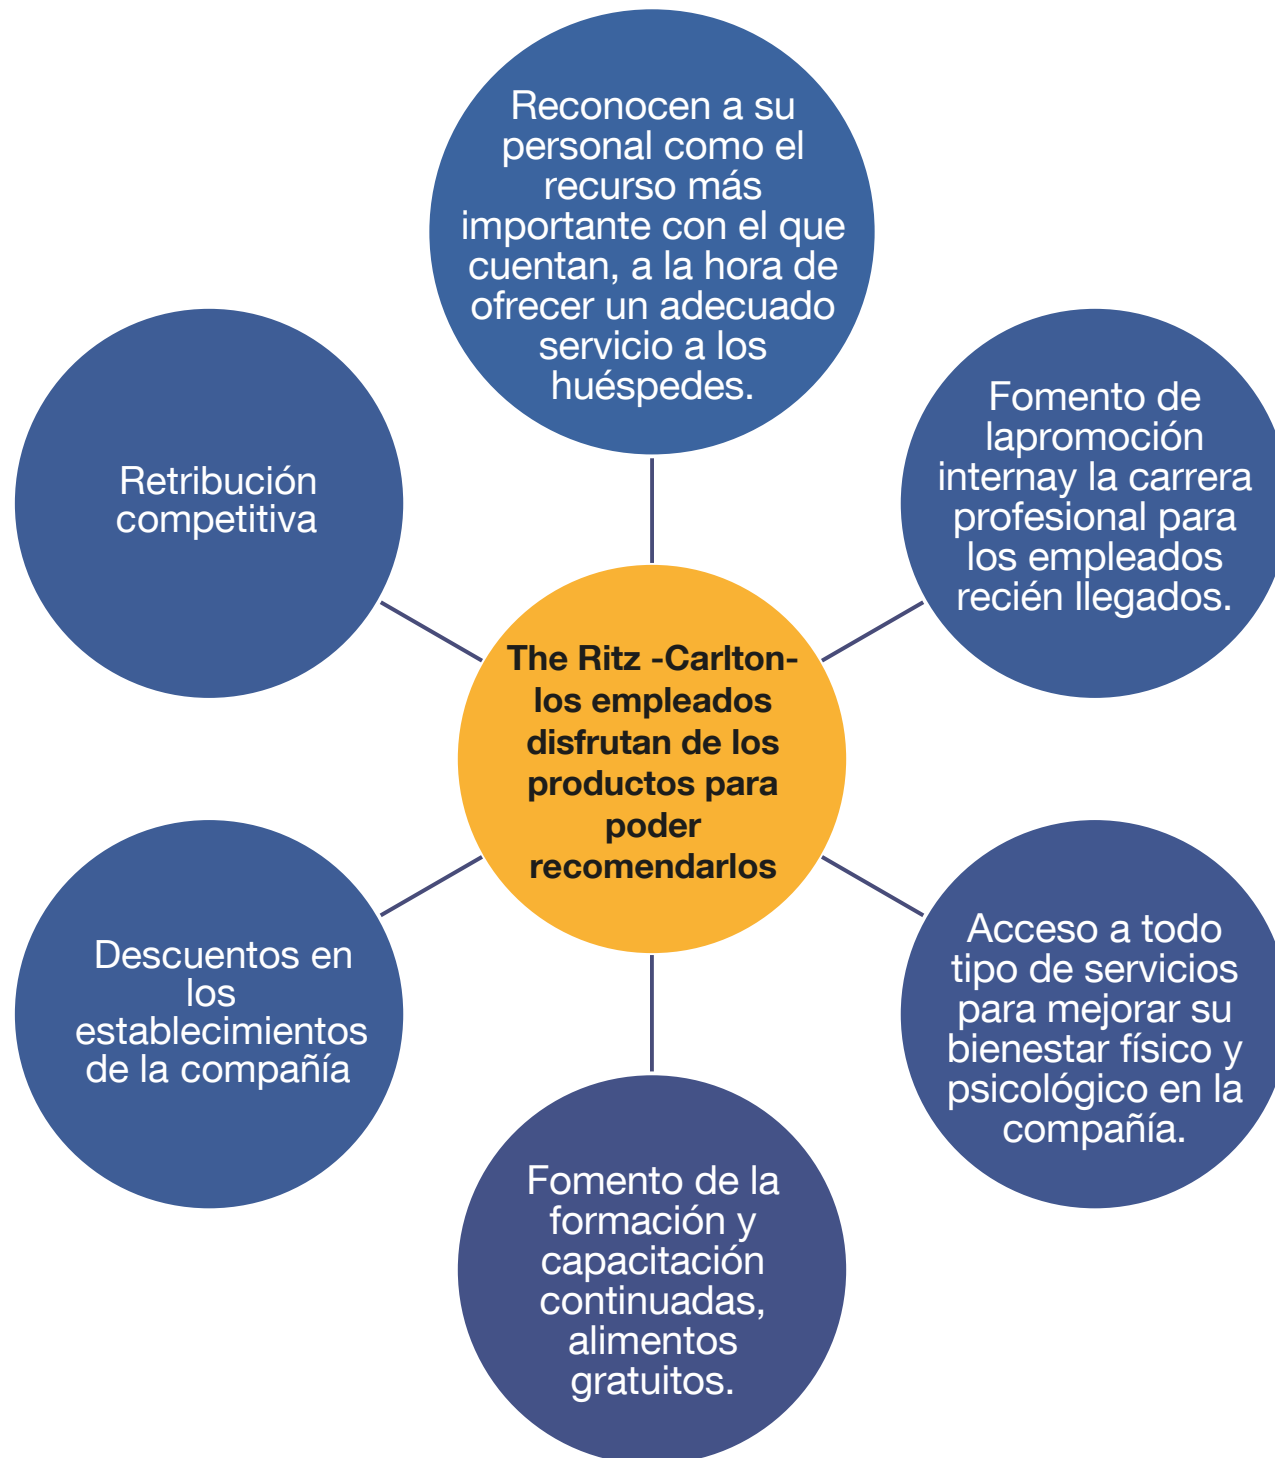 Reconocen a su
personal como el
recurso más
importante con el que
cuentan, a la hora de
ofrecer un adecuado
servicio a los
huéspedes.
Fomento de
lapromoción
internay la carrera
profesional para
los empleados
recién llegados.
Retribución
competitiva
The Ritz -Carlton-
los empleados
disfrutan de los
productos para
poder
recomendarlos
Acceso a todo
tipo de servicios
para mejorar su
bienestar físico y
psicológico en la
compañía.
Descuentos en
los
establecimientos
de la compañía
Fomento de la
formación y
capacitación
continuadas,
alimentos
gratuitos.